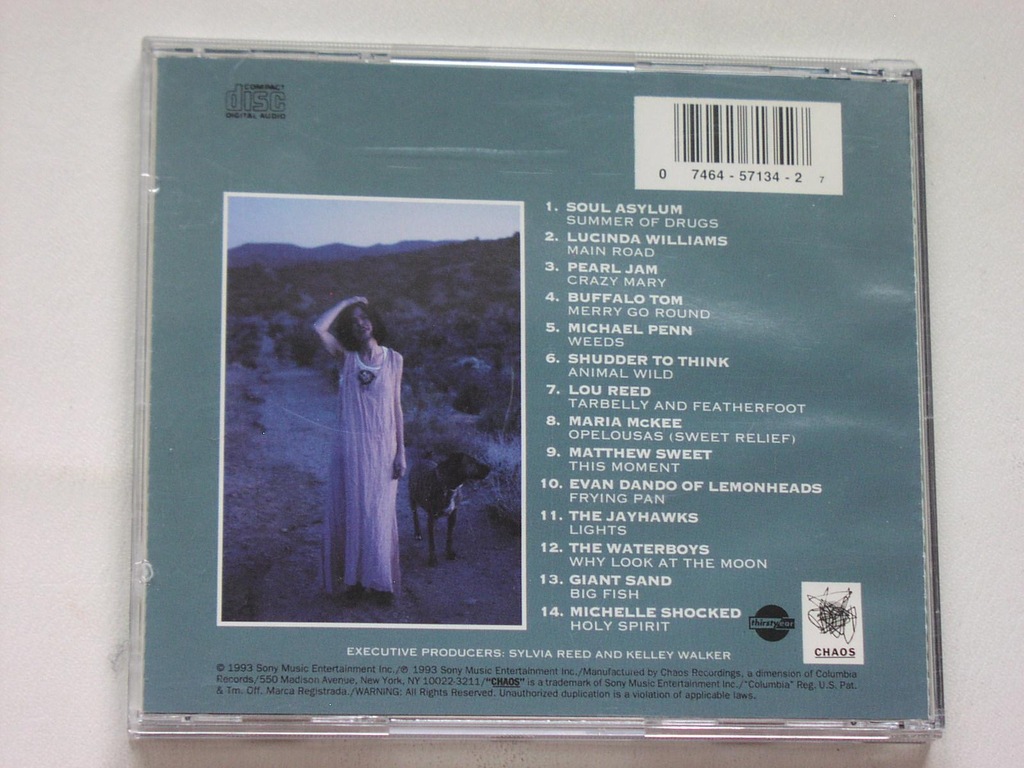 COMPACT
disc
DIGITAL AUDIO
0 7464 - 57134 - 2 7
1. SOUL ASYLUM
SUMMER OF DRUGS
2. LUCINDA WILLIAMS
MAIN ROAD
3. PEARL JAM
CRAZY MARY
4. BUFFALO TOM
MERRY GO ROUND
5. MICHAEL PENN
WEEDS
6. SHUDDER TO THINK
ANIMAL WILD
7. LOU REED
TARBELLY AND FEATHERFOOT
8. MARIA McKEE
OPELOUSAS (SWEET RELIEF)
9. MATTHEW SWEET
THIS MOMENT
10. EVAN DANDO OF LEMONHEADS
FRYING PAN
11. THE JAYHAWKS
LIGHTS
12. THE WATERBOYS
WHY LOOK AT THE MOON
13. GIANT SAND
BIG FISH
14. MICHELLE SHOCKED
HOLY SPIRIT
thirsty ear
CHAOS
EXECUTIVE PRODUCERS: SYLVIA REED AND KELLEY WALKER
© 1993 Sony Music Entertainment Inc./℗ 1993 Sony Music Entertainment Inc./Manufactured by Chaos Recordings, a dimension of Columbia
Records/550 Madison Avenue, New York, NY 10022-3211/"CHAOS" is a trademark of Sony Music Entertainment Inc./"Columbia" Reg. U.S. Pat.
& Tm. Off. Marca Registrada./WARNING: All Rights Reserved. Unauthorized duplication is a violation of applicable laws.